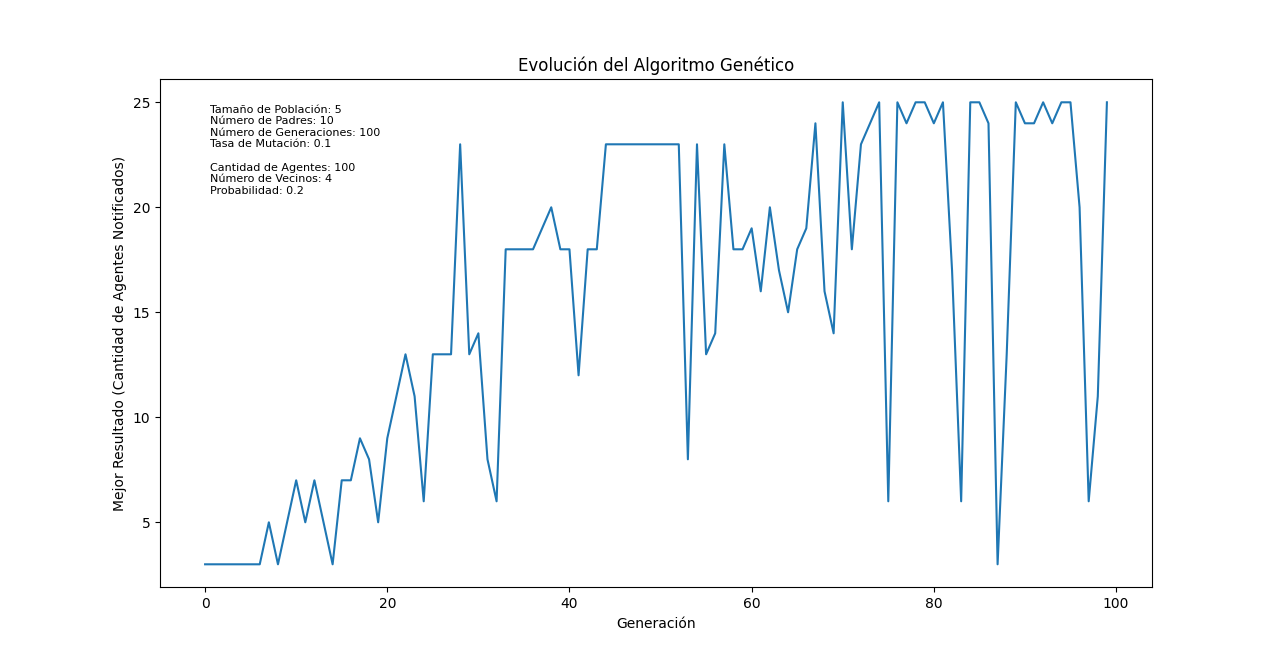 Evolución del Algoritmo Genético
25
20
15
10
5
Mejor Resultado (Cantidad de Agentes Notificados)
Tamaño de Población: 5
Número de Padres: 10
Número de Generaciones: 100
Tasa de Mutación: 0.1
Cantidad de Agentes: 100
Número de Vecinos: 4
Probabilidad: 0.2
0
20
40
60
80
100
Generación